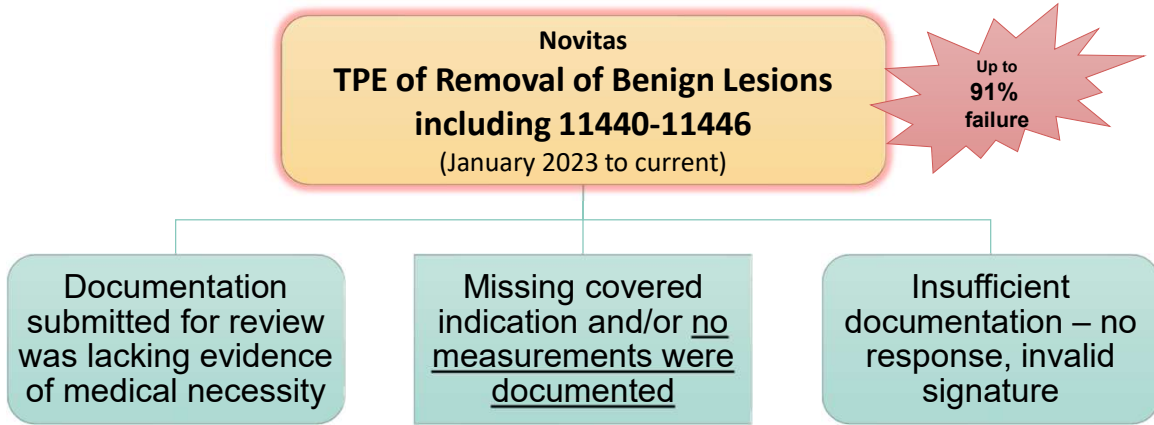 Novitas
TPE of Removal of Benign Lesions
including 11440-11446
(January 2023 to current)
Up to
91%
failure
Documentation
submitted for review
was lacking evidence
of medical necessity
Missing covered
indication and/or no
measurements were
documented
Insufficient
documentation – no
response, invalid
signature